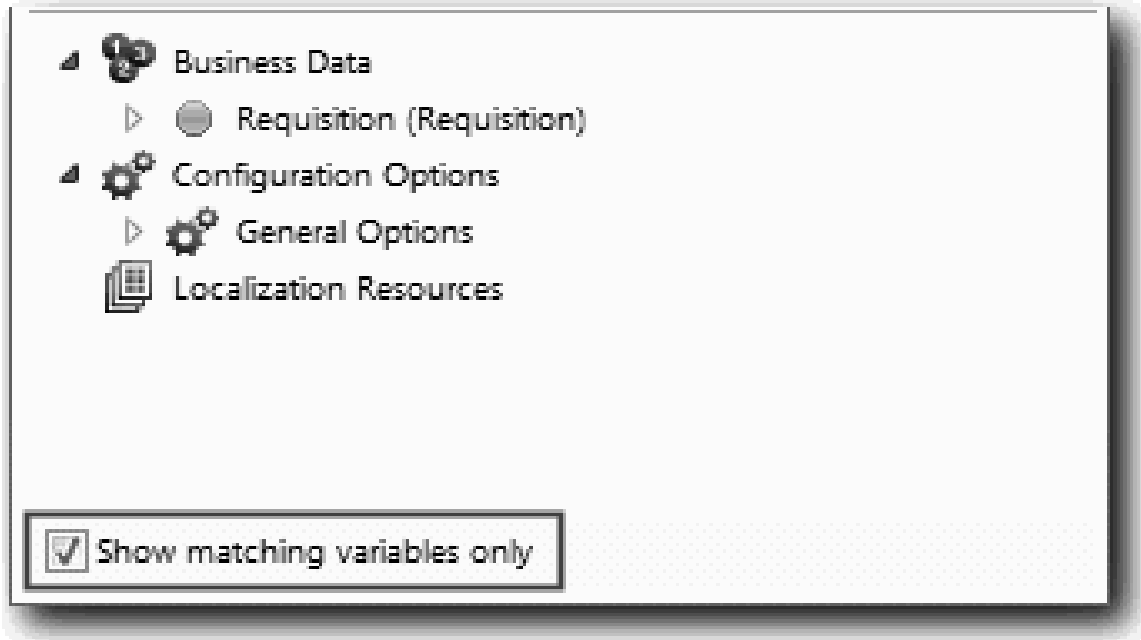 Business Data
Requisition (Requisition)
Configuration Options
General Options
Localization Resources
Show matching variables only